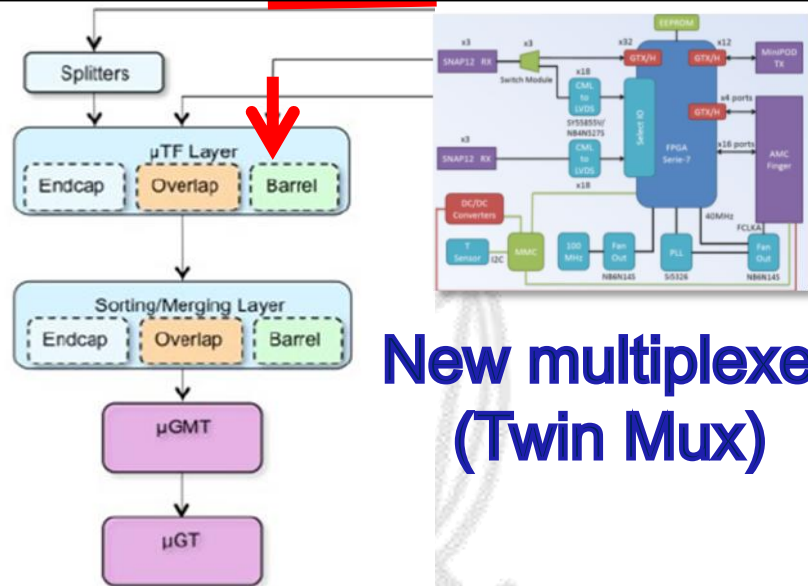 Splitters
µTF Layer
Endcap
Overlap
Barrel
Sorting/Merging Layer
Endcap
Overlap
Barrel
µGMT
µGT
EEPROM
x3
x3
x32
x12
SNAP12 RX
Switch Module
GTX/H
GTX/H
MiniPOD
TX
x18
CML
to
LVDS
SY55855V/
NB4N527S
Select IO
x4 ports
GTX/H
FPGA
Serie-7
x16 ports
AMC
Finger
x3
SNAP12 RX
CML
to
LVDS
x18
DC/DC
Converters
40MHz
FCLKA
T
Sensor
I2C
MMC
100
MHz
Fan
Out
PLL
Fan
Out
NB6N14S
Si5326
NB6N14S
New multiplexe
(Twin Mux)